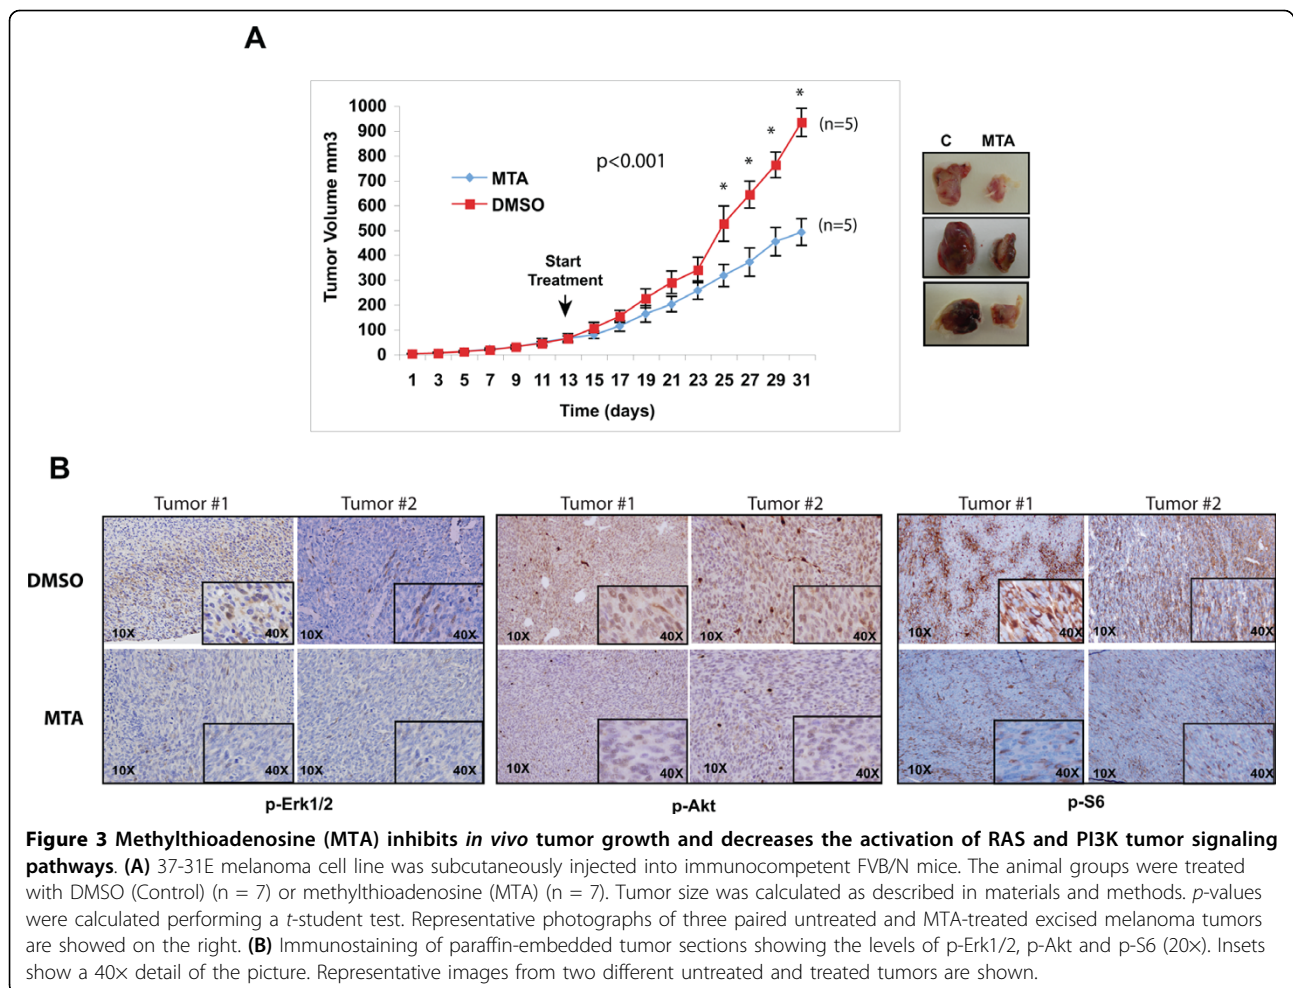 A
1000
900
800
700
600
500
400
300
200
100
0
Tumor Volume mm3
MTA
DMSO
p<0.001
Start
Treatment
*
*
*
*
(n=5)
(n=5)
1 3 5 7 9 11 13 15 17 19 21 23 25 27 29 31
Time (days)
C MTA
B
Tumor #1 Tumor #2 Tumor #1 Tumor #2 Tumor #1 Tumor #2
DMSO
10X 40X 10X 40X 10X 40X 10X 40X 10X 40X 10X 40X
MTA
10X 40X 10X 40X 10X 40X 10X 40X 10X 40X 10X 40X
p-Erk1/2 p-Akt p-S6
Figure 3 Methylthioadenosine (MTA) inhibits in vivo tumor growth and decreases the activation of RAS and PI3K tumor signaling
pathways. (A) 37-31E melanoma cell line was subcutaneously injected into immunocompetent FVB/N mice. The animal groups were treated
with DMSO (Control) (n = 7) or methylthioadenosine (MTA) (n = 7). Tumor size was calculated as described in materials and methods. p-values
were calculated performing a t-student test. Representative photographs of three paired untreated and MTA-treated excised melanoma tumors
are showed on the right. (B) Immunostaining of paraffin-embedded tumor sections showing the levels of p-Erk1/2, p-Akt and p-S6 (20×). Insets
show a 40× detail of the picture. Representative images from two different untreated and treated tumors are shown.